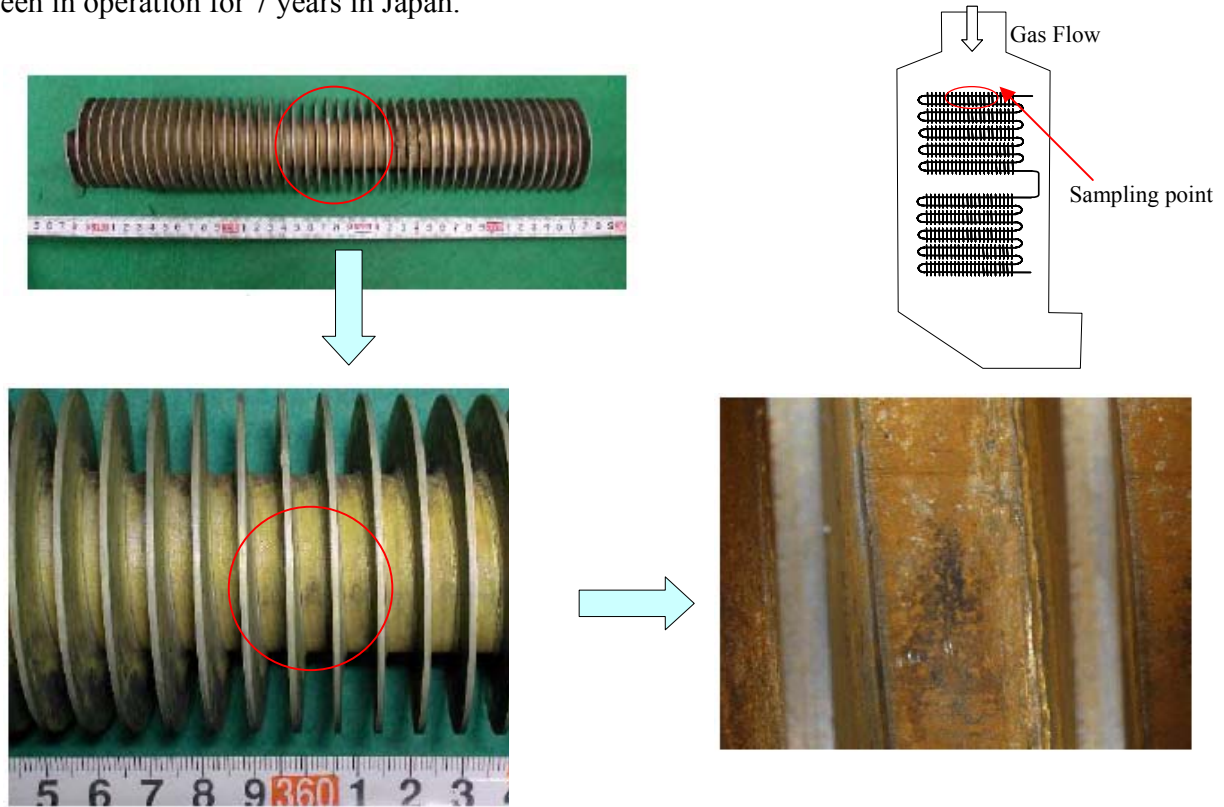 een in operation for 7 years in Japan.
Gas Flow
Sampling point
5 6 7 8 9 360 1 2 3